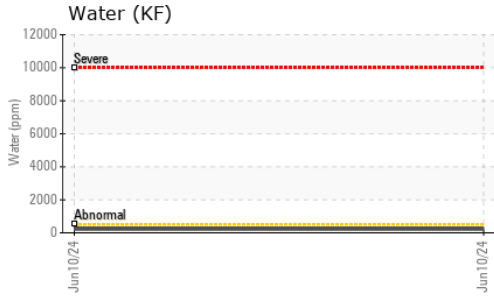 Water (KF)
12000
Severe
10000
8000
6000
4000
2000
Abnormal
0
Water (ppm)
Jun10/24
Jun10/24